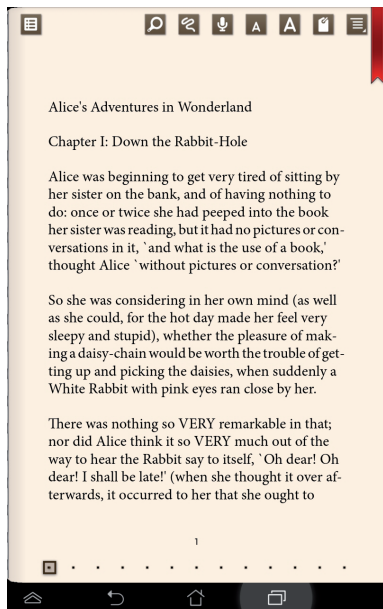 A
A
Alice's Adventures in Wonderland
Chapter I: Down the Rabbit-Hole
Alice was beginning to get very tired of sitting by
her sister on the bank, and of having nothing to
do: once or twice she had peeped into the book
her sister was reading, but it had no pictures or con-
versations in it, `and what is the use of a book,'
thought Alice `without pictures or conversation?'
So she was considering in her own mind (as well
as she could, for the hot day made her feel very
sleepy and stupid), whether the pleasure of mak-
ing a daisy-chain would be worth the trouble of get-
ting up and picking the daisies, when suddenly a
White Rabbit with pink eyes ran close by her.
There was nothing so VERY remarkable in that;
nor did Alice think it so VERY much out of the
way to hear the Rabbit say to itself, `Oh dear! Oh
dear! I shall be late!' (when she thought it over af-
terwards, it occurred to her that she ought to
1